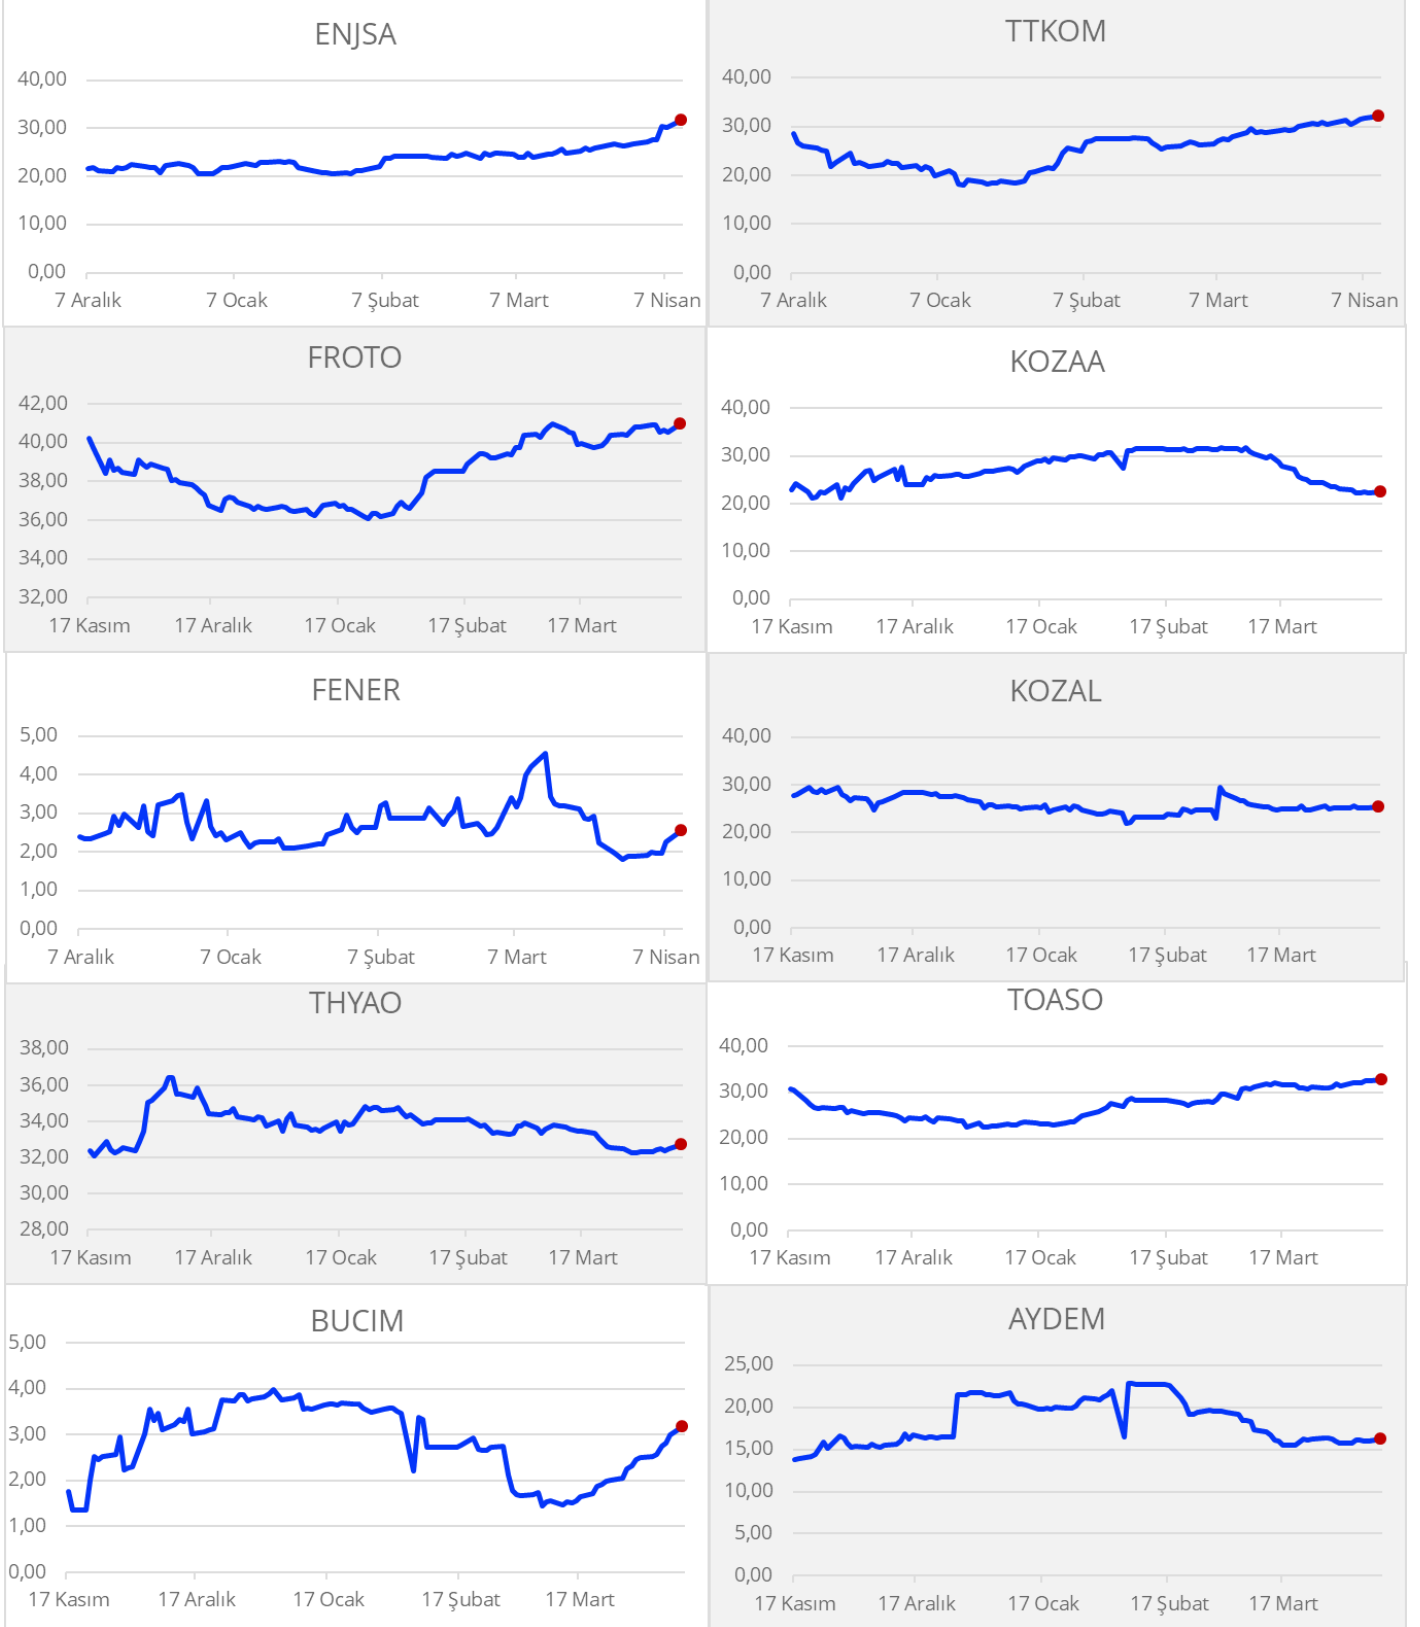 ENJSA
40,00
30,00
20,00
10,00
0,00
7 Aralık 7 Ocak 7 Şubat 7 Mart 7 Nisan
TTKOM
40,00
30,00
20,00
10,00
0,00
7 Aralık 7 Ocak 7 Şubat 7 Mart 7 Nisan
FROTO
42,00
40,00
38,00
36,00
34,00
32,00
17 Kasım 17 Aralık 17 Ocak 17 Şubat 17 Mart
KOZAA
40,00
30,00
20,00
10,00
0,00
17 Kasım 17 Aralık 17 Ocak 17 Şubat 17 Mart
FENER
5,00
4,00
3,00
2,00
1,00
0,00
7 Aralık 7 Ocak 7 Şubat 7 Mart 7 Nisan
KOZAL
40,00
30,00
20,00
10,00
0,00
17 Kasım 17 Aralık 17 Ocak 17 Şubat 17 Mart
THYAO
38,00
36,00
34,00
32,00
30,00
28,00
17 Kasım 17 Aralık 17 Ocak 17 Şubat 17 Mart
TOASO
40,00
30,00
20,00
10,00
0,00
17 Kasım 17 Aralık 17 Ocak 17 Şubat 17 Mart
BUCIM
5,00
4,00
3,00
2,00
1,00
0,00
17 Kasım 17 Aralık 17 Ocak 17 Şubat 17 Mart
AYDEM
25,00
20,00
15,00
10,00
5,00
0,00
17 Kasım 17 Aralık 17 Ocak 17 Şubat 17 Mart